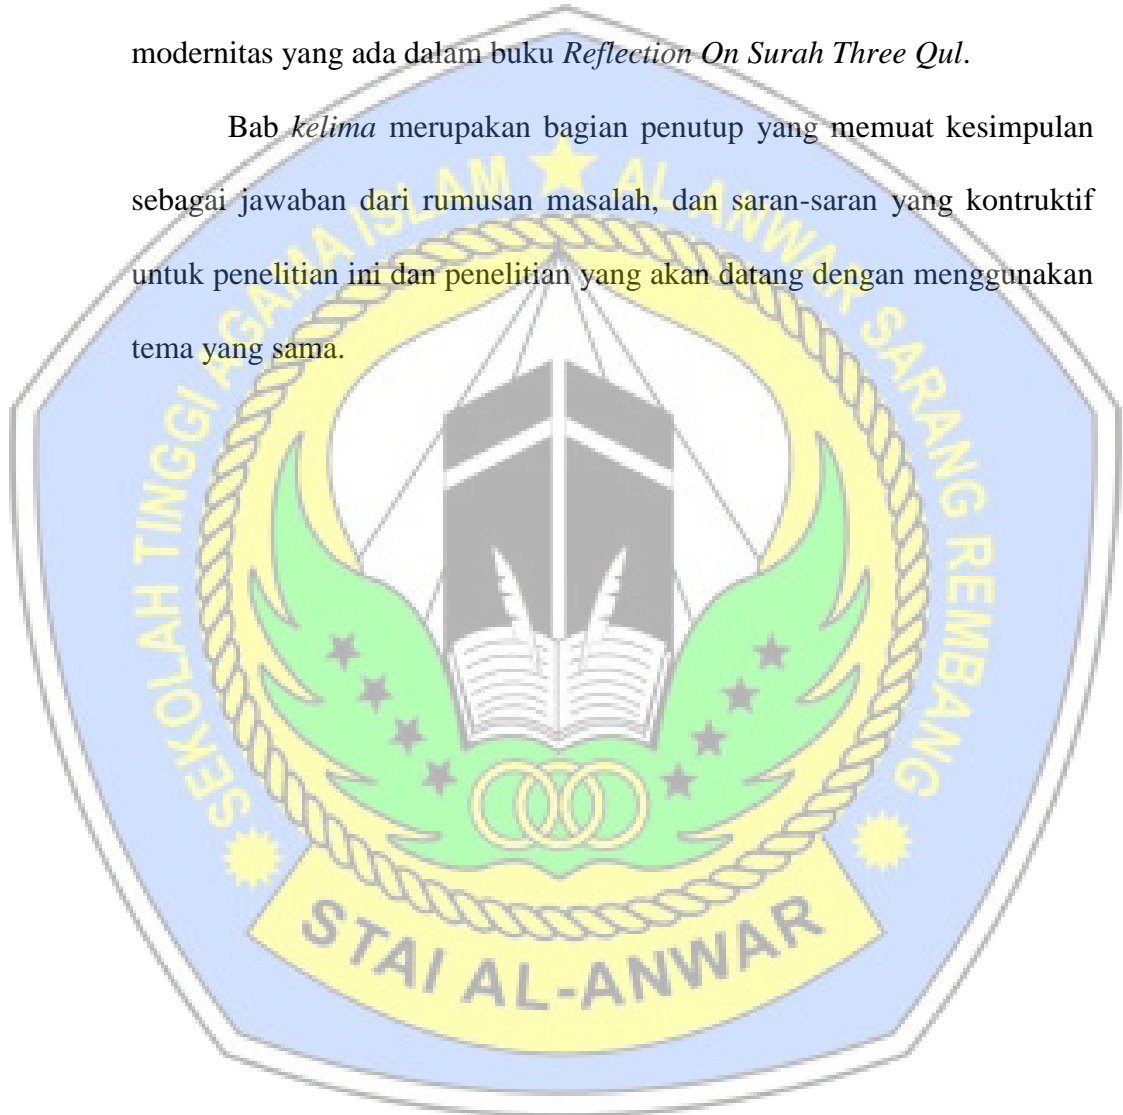 modernitas yang ada dalam buku Reflection On Surah Three Qul.
Bab kelima merupakan bagian penutup yang memuat kesimpulan
sebagai jawaban dari rumusan masalah, dan saran-saran yang kontruktif
untuk penelitian ini dan penelitian yang akan datang dengan menggunakan
tema yang sama.
SEKOLAH TINGGI AGAMA ISLAM AL ANWAR SARANG REMBANG
STAI AL-ANWAR